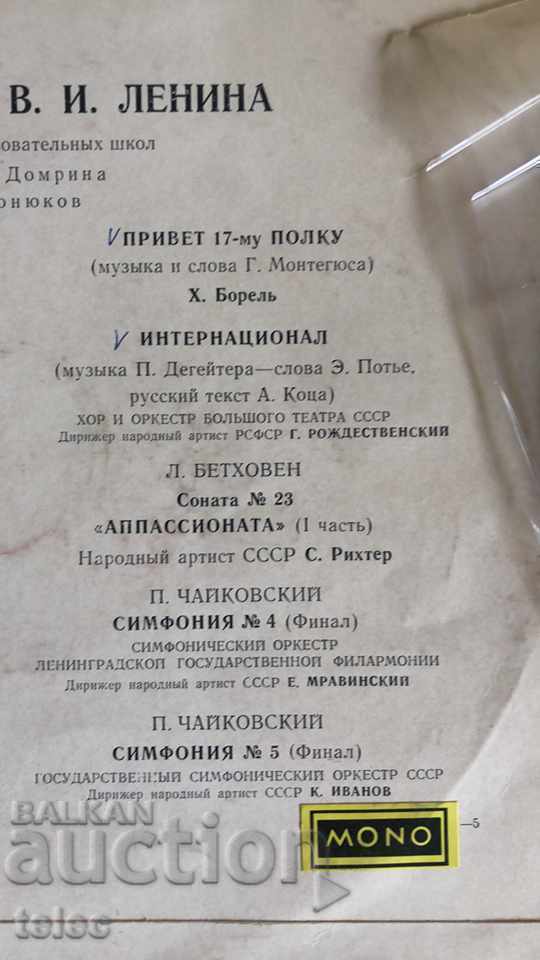 В. И. ЛЕНИНА
овательных школ
Домрина
онюков
ПРИВЕТ 17-му ПОЛКУ
(музыка и слова Г. Монтегюса)
Х. Борель
ИНТЕРНАЦИОНАЛ
(музыка П. Дегейтера—слова Э. Потье,
русский текст А. Коца)
ХОР И ОРКЕСТР БОЛЬШОГО ТЕАТРА СССР
Дирижер народный артист РСФСР Г. РОЖДЕСТВЕНСКИЙ
Л. БЕТХОВЕН
Соната № 23
«АППАССИОНАТА» (I часть)
Народный артист СССР С. Рихтер
П. ЧАЙКОВСКИЙ
СИМФОНИЯ № 4 (Финал)
СИМФОНИЧЕСКИЙ ОРКЕСТР
ЛЕНИНГРАДСКОЙ ГОСУДАРСТВЕННОЙ ФИЛАРМОНИИ
Дирижер народный артист СССР Е. МРАВИНСКИЙ
П. ЧАЙКОВСКИЙ
СИМФОНИЯ № 5 (Финал)
ГОСУДАРСТВЕННЫЙ СИМФОНИЧЕСКИЙ ОРКЕСТР СССР
Дирижер народный артист СССР К. ИВАНОВ
MONO
—5
BALKAN
auction
telec